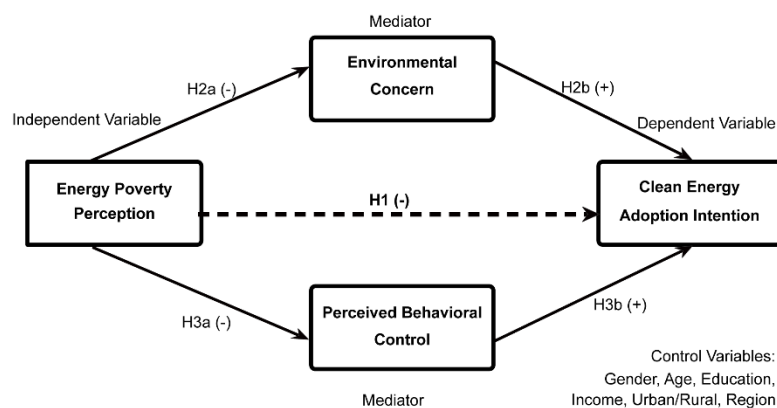 Mediator
Environmental
Concern
H2a (-)
H2b (+)
Independent Variable
Dependent Variable
Energy Poverty
Perception
H1 (-)
Clean Energy
Adoption Intention
H3a (-)
Perceived Behavioral
Control
H3b (+)
Mediator
Control Variables:
Gender, Age, Education,
Income, Urban/Rural, Region